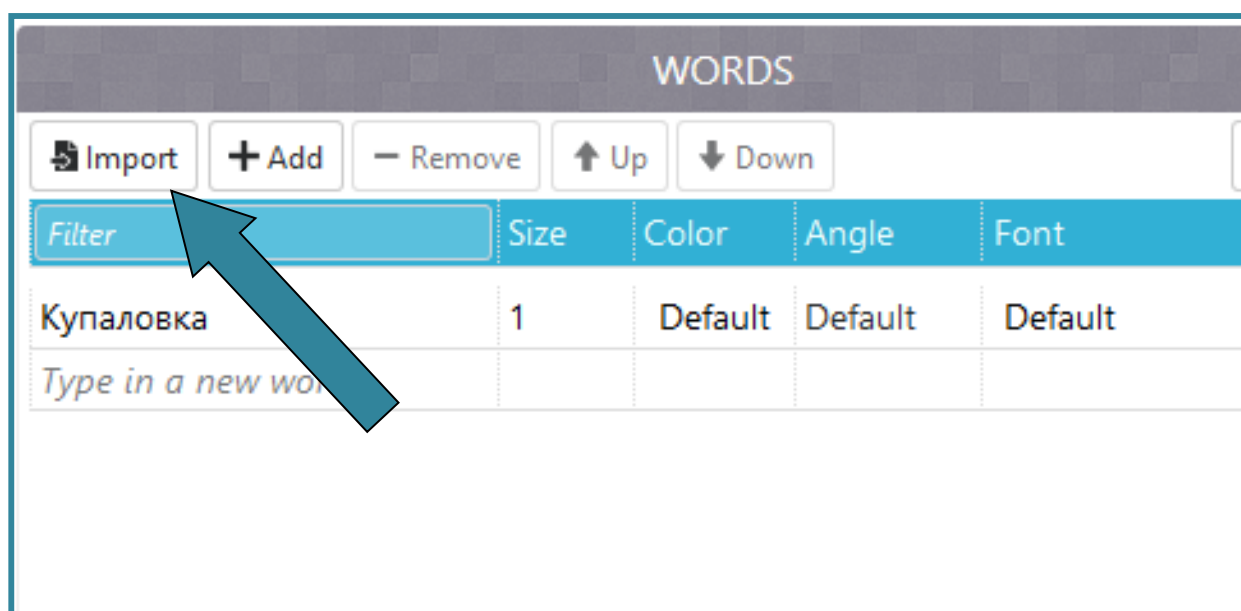 WORDS
Import Add Remove Up Down
Filter Size Color Angle Font
Купаловка 1 Default Default Default
Type in a new